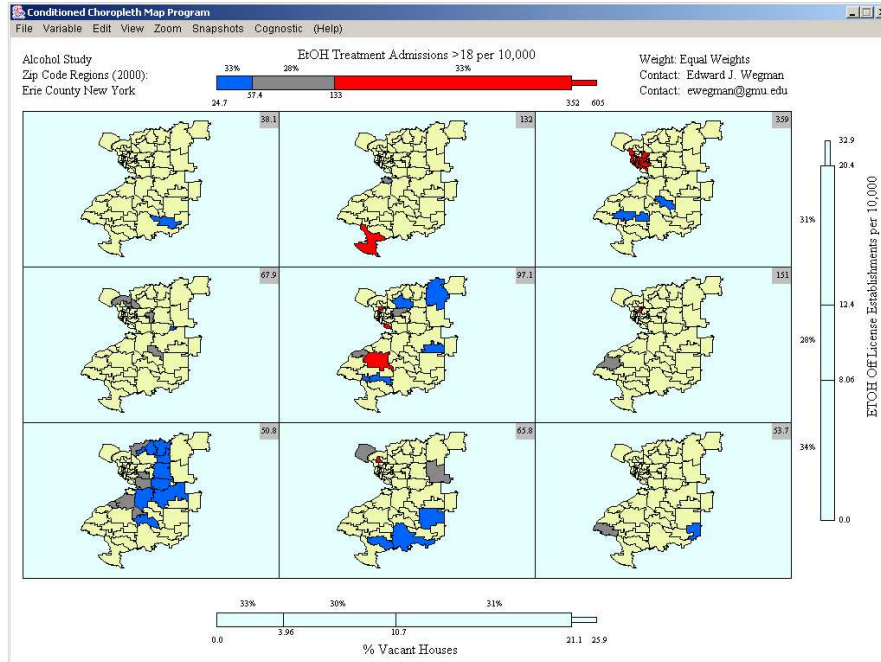 Conditioned Choropleth Map Program
File Variable Edit View Zoom Snapshots Cognostic (Help)
Alcohol Study
Zip Code Regions (2000):
Erie County New York
EtOH Treatment Admissions >18 per 10,000
33% 28% 33%
24.7 57.4 133 352 605
Weight: Equal Weights
Contact: Edward J. Wegman
Contact: ewegman@gmu.edu
38.1 132 359
67.9 97.1 151
50.8 65.8 53.7
32.9
20.4
31%
12.4
28%
8.06
34%
0.0
ETOH Off License Establishments per 10,000
33% 30% 31%
0.0 3.96 10.7 21.1 25.9
% Vacant Houses